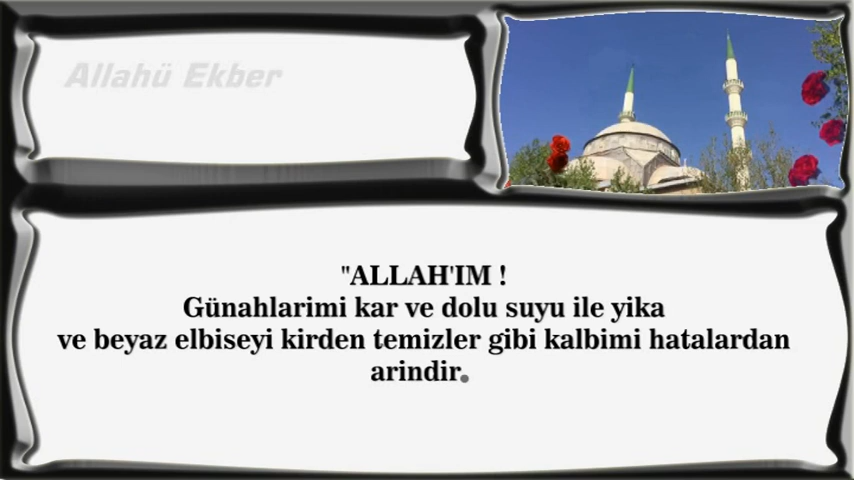 Allahü Ekber
"ALLAH'IM !
Günahlarimi kar ve dolu suyu ile yika
ve beyaz elbiseyi kirden temizler gibi kalbimi hatalardan
arindir.